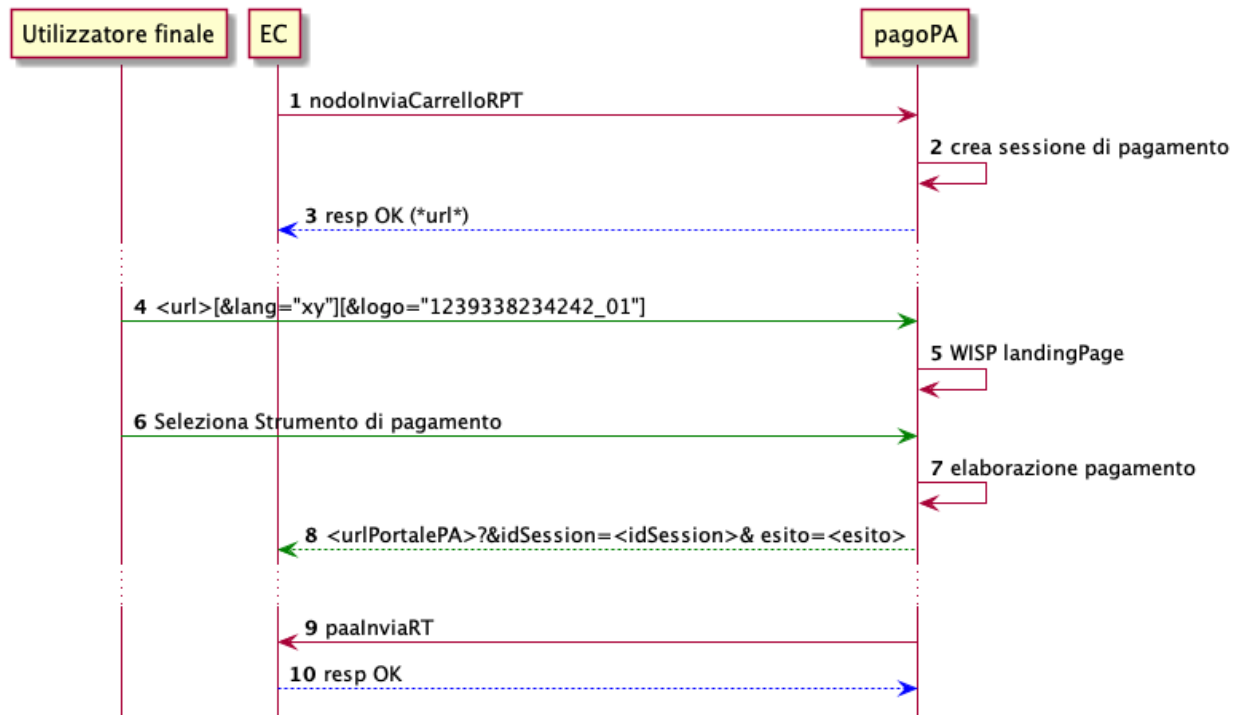 Utilizzatore finale
EC
pagoPA
1 nodoInviaCarrelloRPT
2 crea sessione di pagamento
3 resp OK (*url*)
4 <url>[&lang="xy"][&logo="1239338234242_01"]
5 WISP landingPage
6 Seleziona Strumento di pagamento
7 elaborazione pagamento
8 <urlPortalePA>?&idSession=<idSession>& esito=<esito>
9 paaInviaRT
10 resp OK